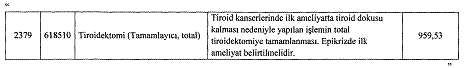 Tiroid kanserlerinde ilk ameliyatta tiroid dokusu
2379 618510 Tiroidektomi (Tamamlayıcı, total) kalması nedeniyle yapılan işlemin total 959,53
tiroidektomiye tamamlanması. Epikrizde ilk
ameliyat belirtilmelidir.